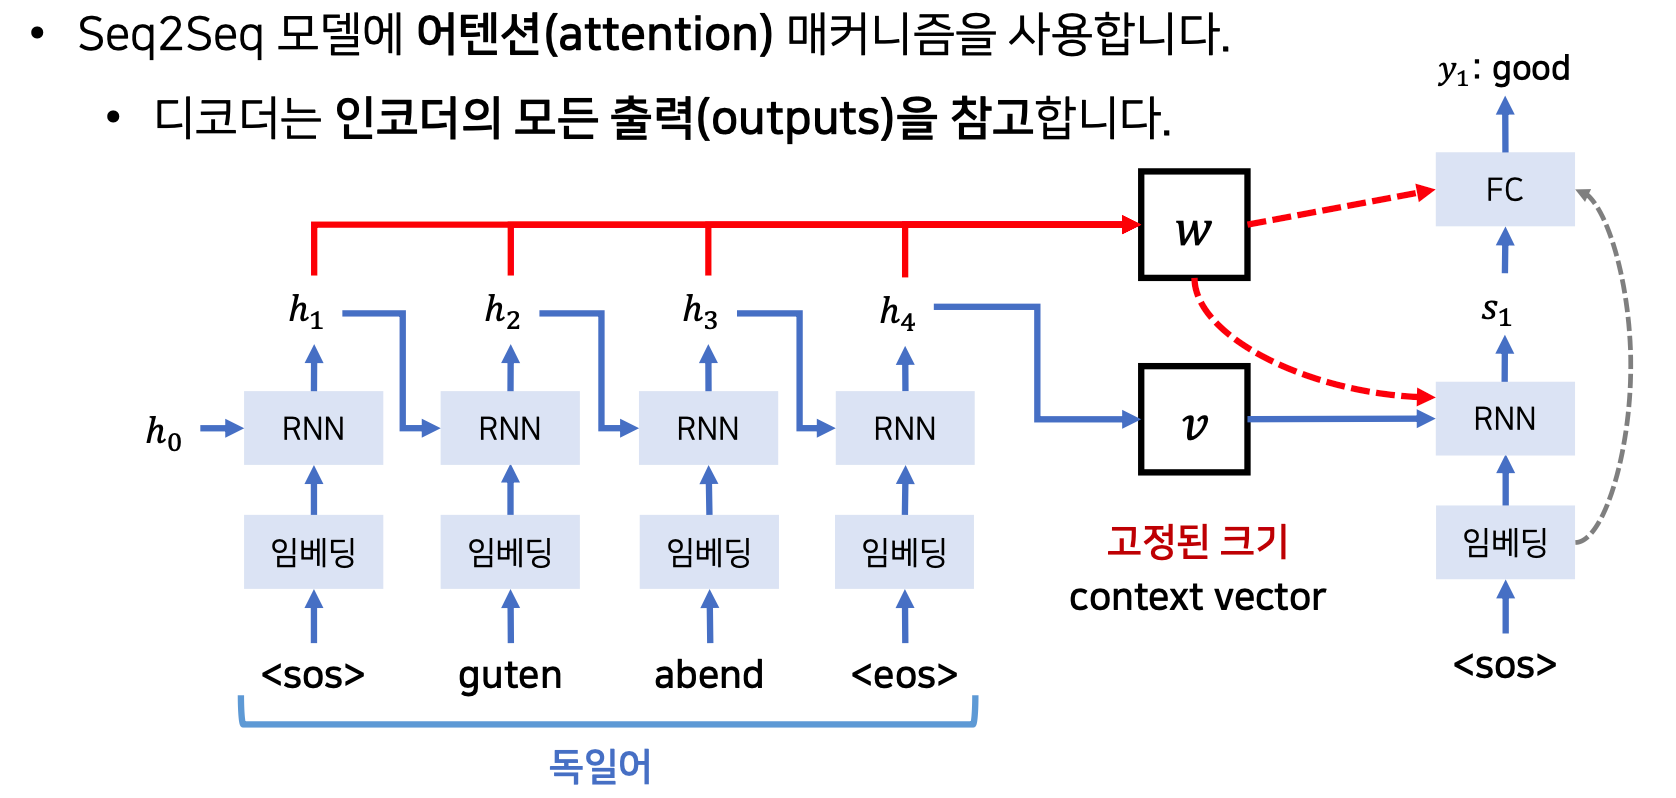 • Seq2Seq 모델에 어텐션(attention) 매커니즘을 사용합니다.
• 디코더는 인코더의 모든 출력(outputs)을 참고합니다.
y₁: good
w
FC
h₁ h₂ h₃ h₄
s₁
h₀
RNN RNN RNN RNN
v
RNN
임베딩 임베딩 임베딩 임베딩
고정된 크기
임베딩
context vector
<sos> guten abend <eos>
<sos>
독일어